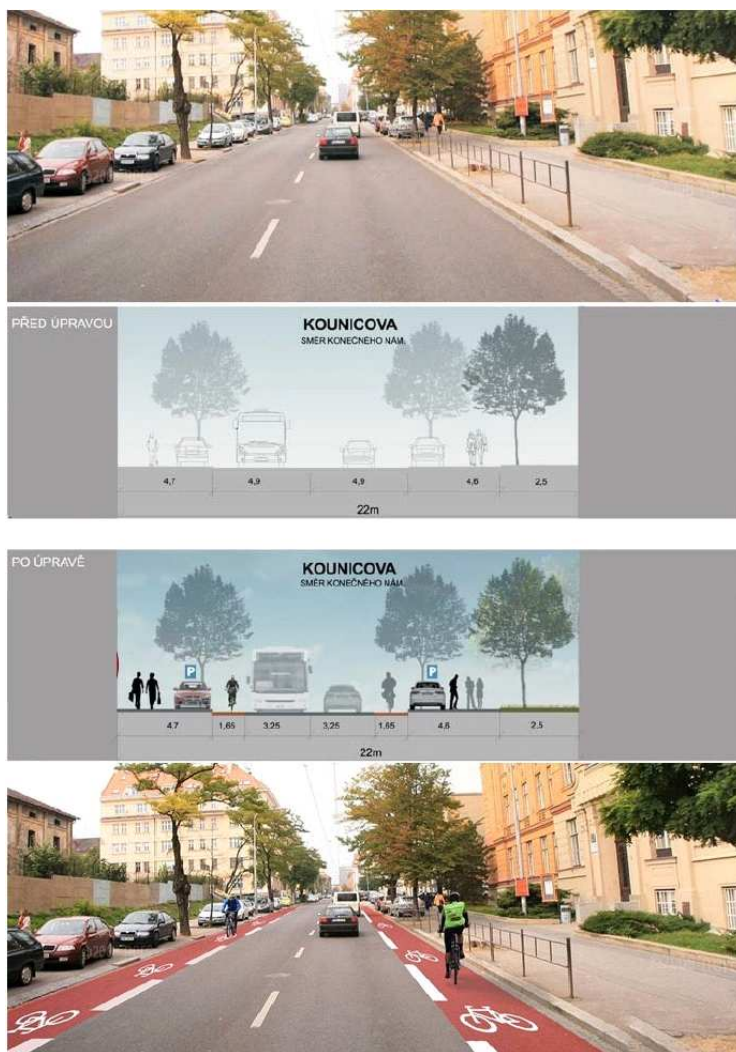 PŘED ÚPRAVOU
KOUNICOVA
SMĚR KONEČNÉHO NÁM.
4,7 4,9 4,9 4,6 2,5
22m
PO ÚPRAVĚ
KOUNICOVA
SMĚR KONEČNÉHO NÁM.
P P
4.7 1,65 3,25 3,25 1.65 4,6 2.5
22m